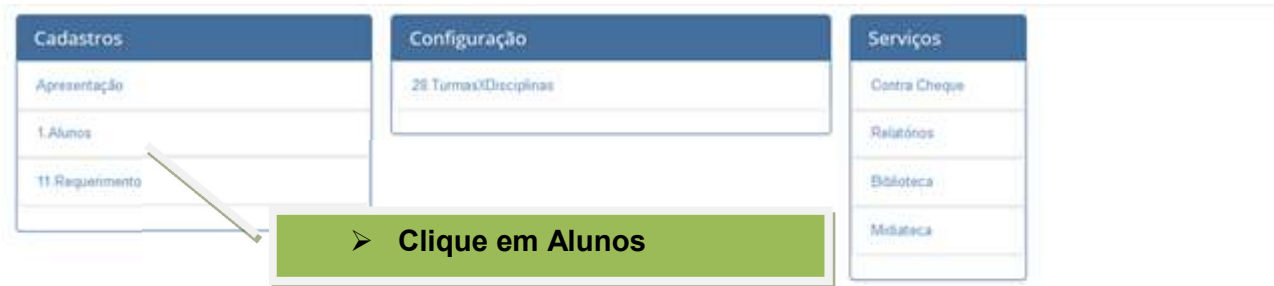 Cadastros
Apresentação
1.Alunos
11.Requerimento
Configuração
28.TurmasXDisciplinas
Serviços
Contra Cheque
Relatórios
Biblioteca
Midiateca
➢ Clique em Alunos